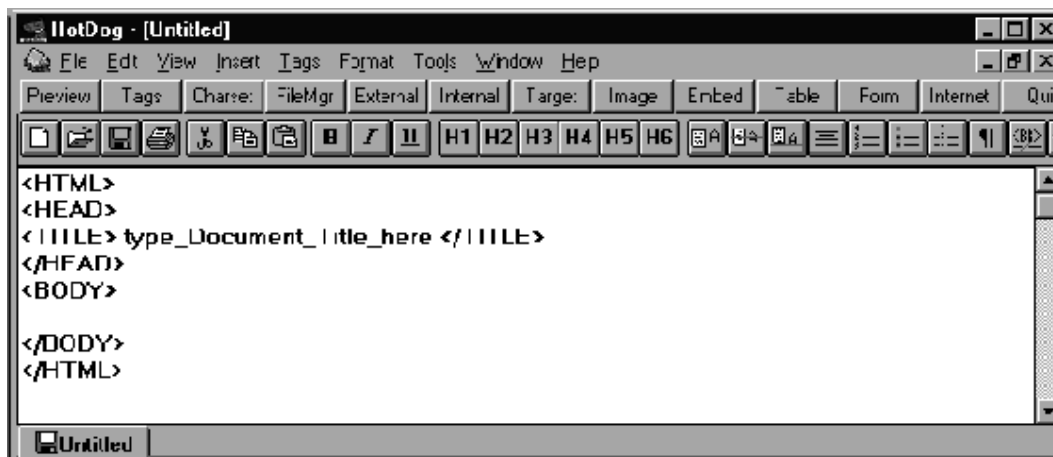 HotDog - [Untitled]
File Edit View Insert Tags Format Tools Window Help
Preview Tags Charset FileMgr External Internal Target Image Embed Table Form Internet Qui
B I U H1 H2 H3 H4 H5 H6
<HTML>
<HEAD>
<TITLE> type_Document_Title_here </TITLE>
</HEAD>
<BODY>
</BODY>
</HTML>
Untitled